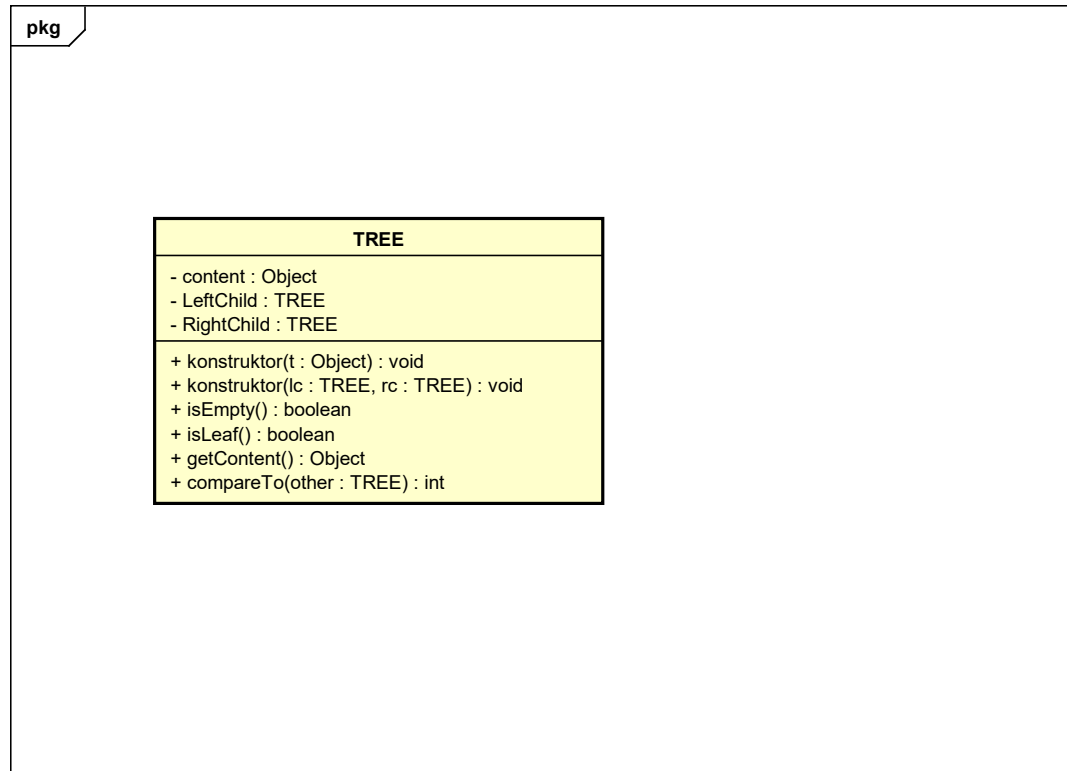 pkg
TREE
- content : Object
- LeftChild : TREE
- RightChild : TREE
+ konstruktor(t : Object) : void
+ konstruktor(lc : TREE, rc : TREE) : void
+ isEmpty() : boolean
+ isLeaf() : boolean
+ getContent() : Object
+ compareTo(other : TREE) : int